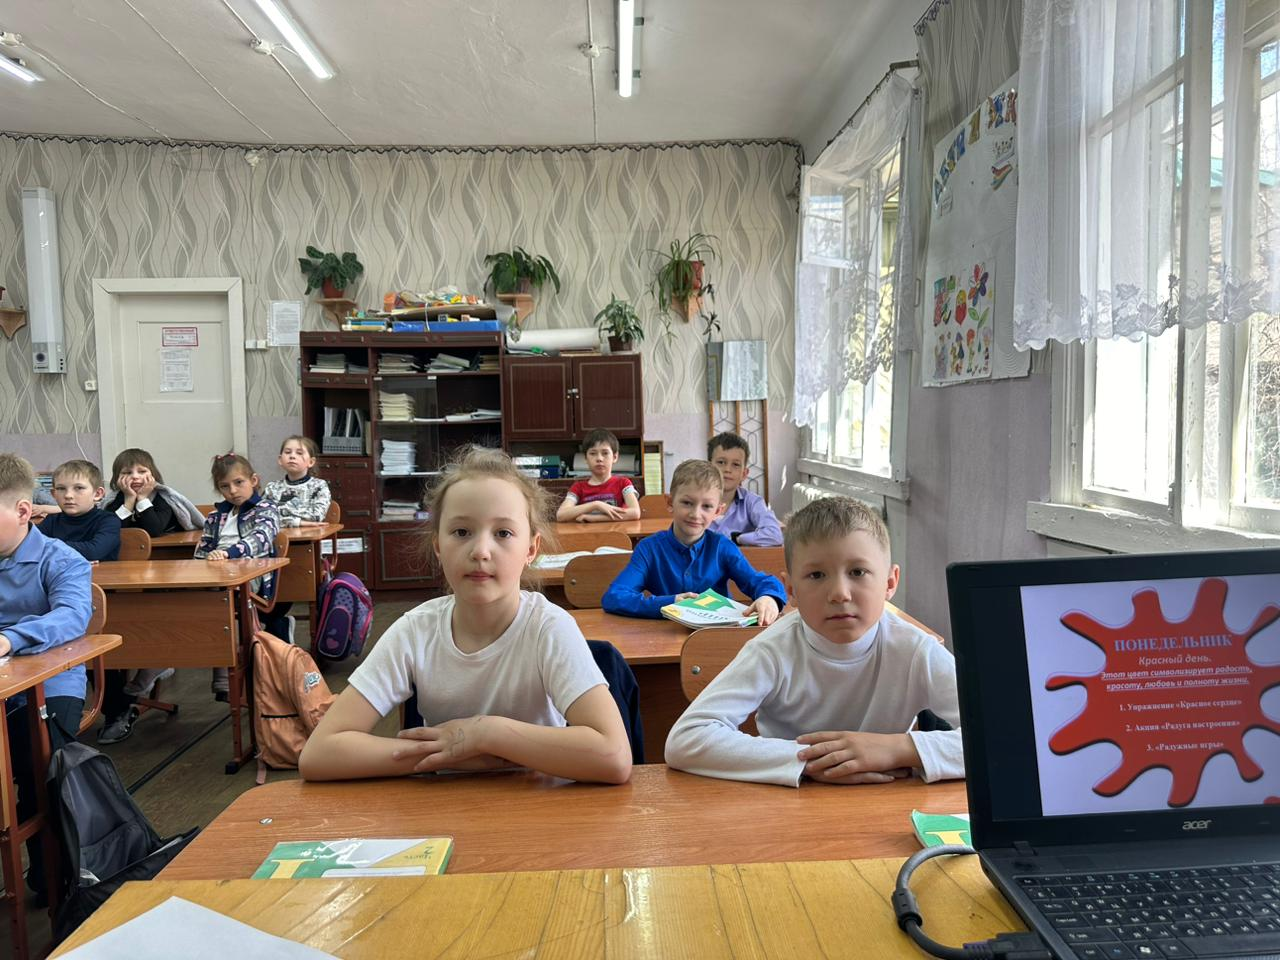 ПОНЕДЕЛЬНИК
Красный день.
Этот цвет символизирует радость,
красоту, любовь и полноту жизни.
1. Упражнение «Красное сердце»
2. Акция «Радуга настроения»
3. «Радужные игры»
acer
Часть